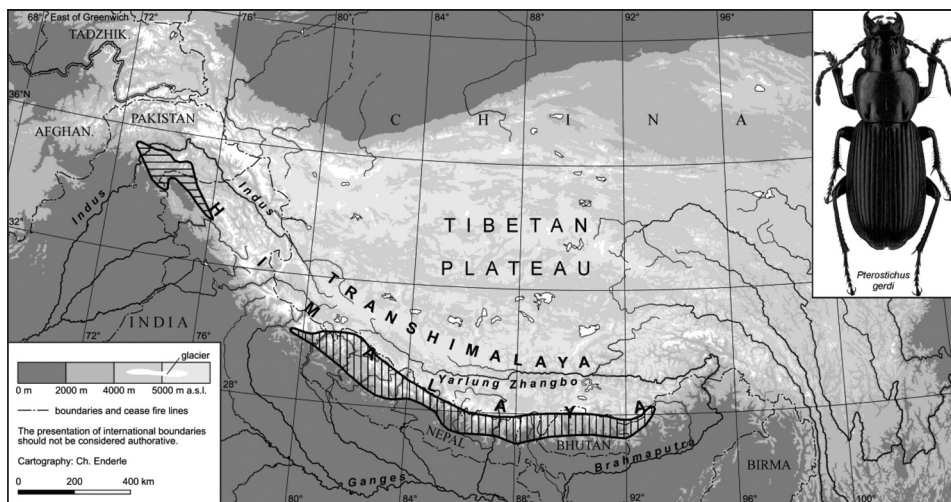 68° East of Greenwich
72°
76°
80°
84°
88°
92°
96°
TADZHIK.
36°N
PAKISTAN
AFGHAN.
C H I N A
Indus
Indus
32°
TIBETAN
PLATEAU
HIMALAYA
TRANSHIMALAYA
INDIA
72°
76°
Yarlung Zhangbo
28°
NEPAL
BHUTAN
Brahmaputra
BIRMA
Ganges
80°
84°
88°
92°
96°
100°
Pterostichus
gerdi
glacier
0 m 2000 m 4000 m 5000 m a.s.l.
boundaries and cease fire lines
The presentation of international boundaries
should not be considered authorative.
Cartography: Ch. Enderle
0 200 400 km